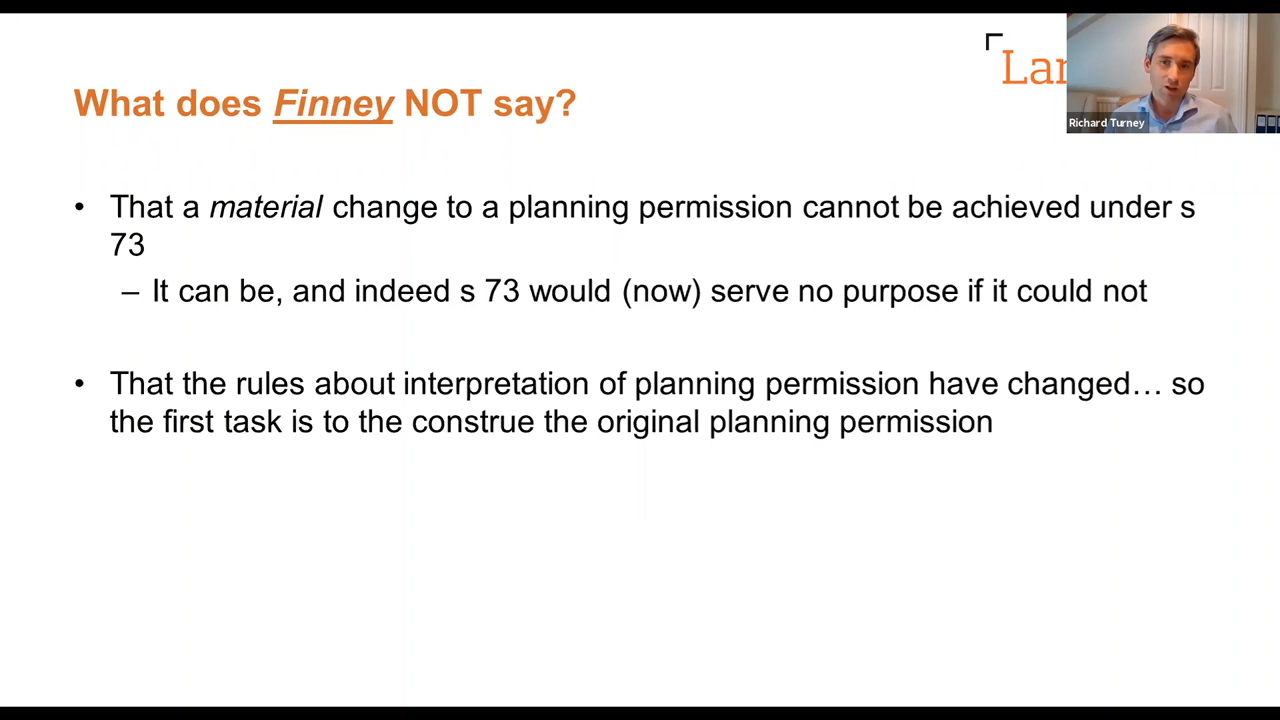 Lan
What does Finney NOT say?
Richard Turney
• That a material change to a planning permission cannot be achieved under s
73
– It can be, and indeed s 73 would (now) serve no purpose if it could not
• That the rules about interpretation of planning permission have changed… so
the first task is to the construe the original planning permission